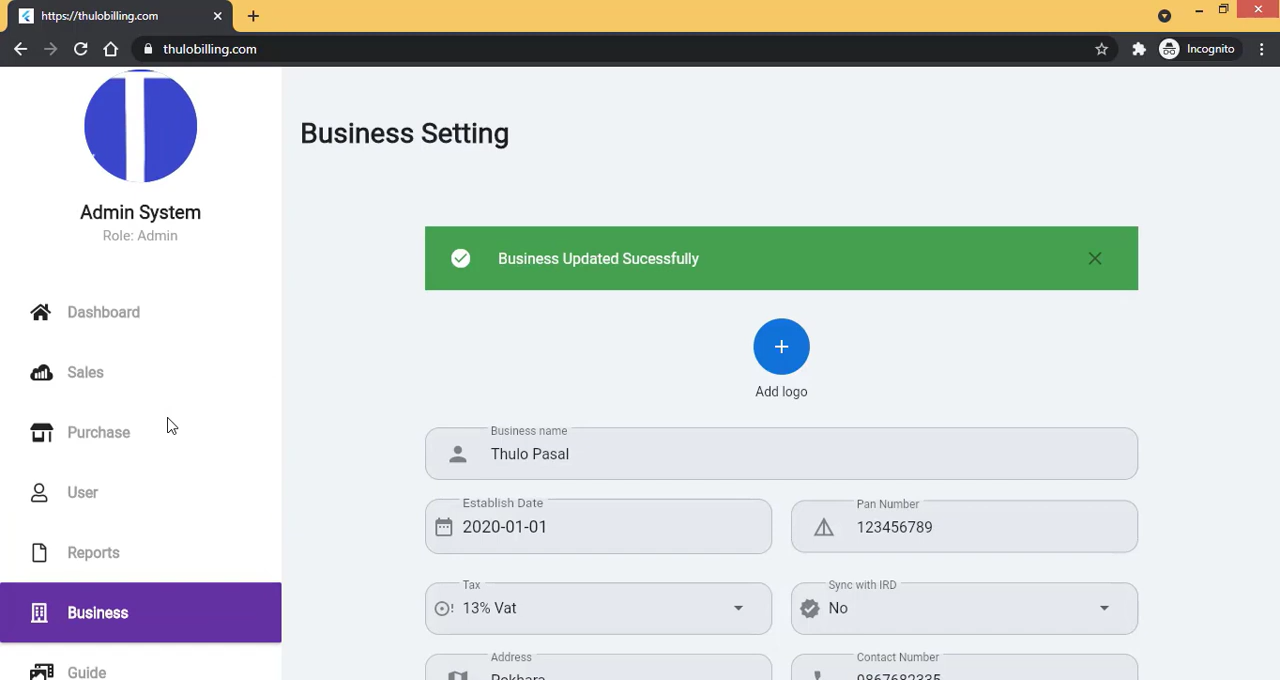 https://thulobilling.com
thulobilling.com
Incognito
Admin System
Role: Admin
Dashboard
Sales
Purchase
User
Reports
Business
Guide
Business Setting
Business Updated Sucessfully
Add logo
Business name
Thulo Pasal
Establish Date
2020-01-01
Pan Number
123456789
Tax
13% Vat
Sync with IRD
No
Address
Pokhara
Contact Number
9867682335